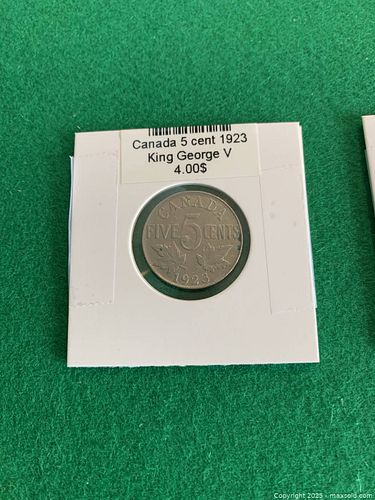 Canada 5 cent 1923
King George V
4.00$
CANADA
FIVE 5 CENTS
1923
Copyright 2025 - maxsold.com